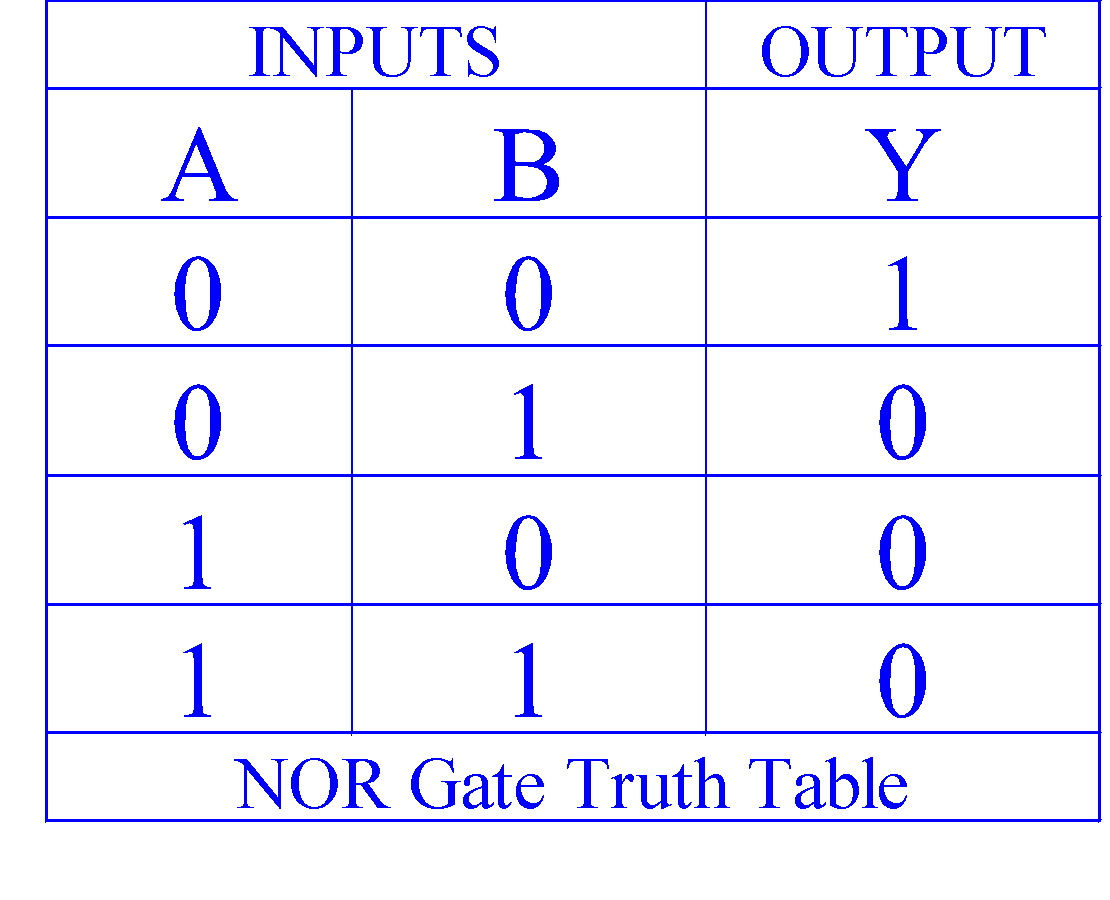 INPUTS OUTPUT
A B Y
0 0 1
0 1 0
1 0 0
1 1 0
NOR Gate Truth Table